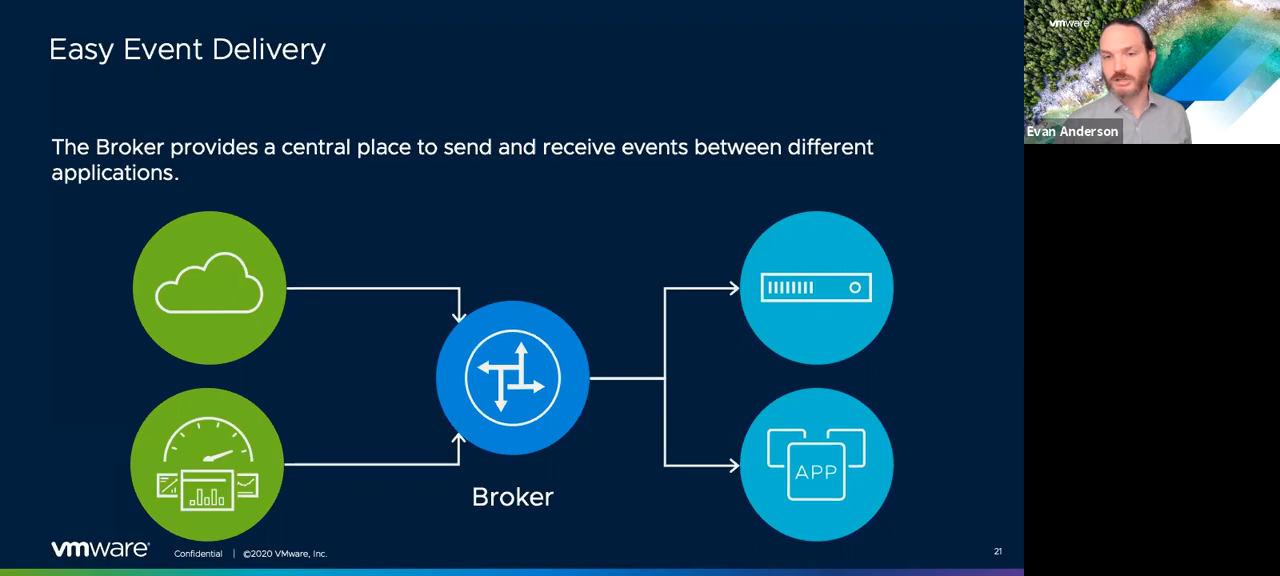 Easy Event Delivery
The Broker provides a central place to send and receive events between different
applications.
APP
Broker
vmware®
Confidential | ©2020 VMware, Inc.
21
vmware
Evan Anderson